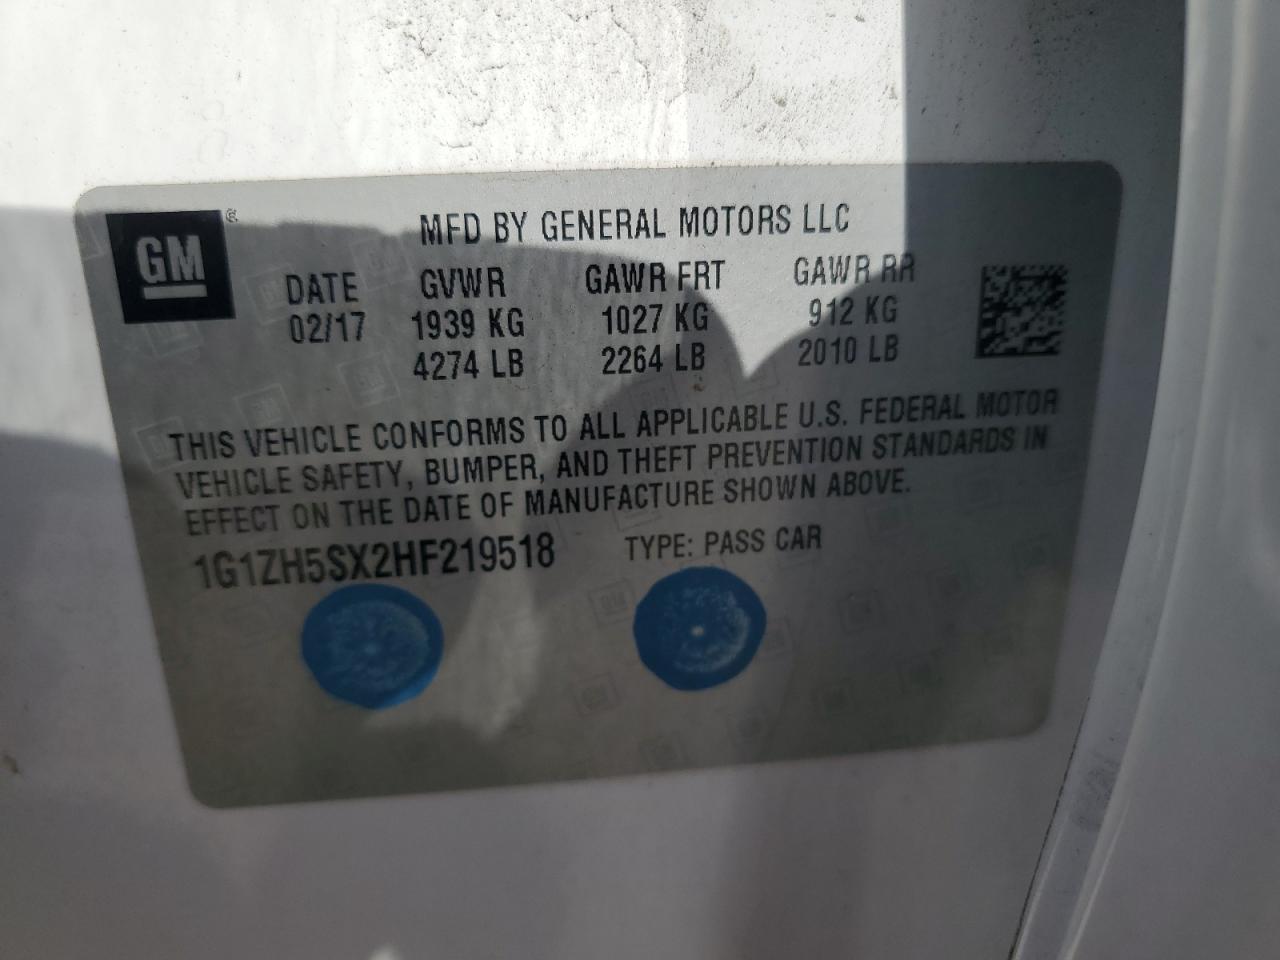 GM ®
MFD BY GENERAL MOTORS LLC
DATE GVWR GAWR FRT GAWR RR
02/17 1939 KG 1027 KG 912 KG
4274 LB 2264 LB 2010 LB
THIS VEHICLE CONFORMS TO ALL APPLICABLE U.S. FEDERAL MOTOR
VEHICLE SAFETY, BUMPER, AND THEFT PREVENTION STANDARDS IN
EFFECT ON THE DATE OF MANUFACTURE SHOWN ABOVE.
1G1ZH5SX2HF219518 TYPE: PASS CAR